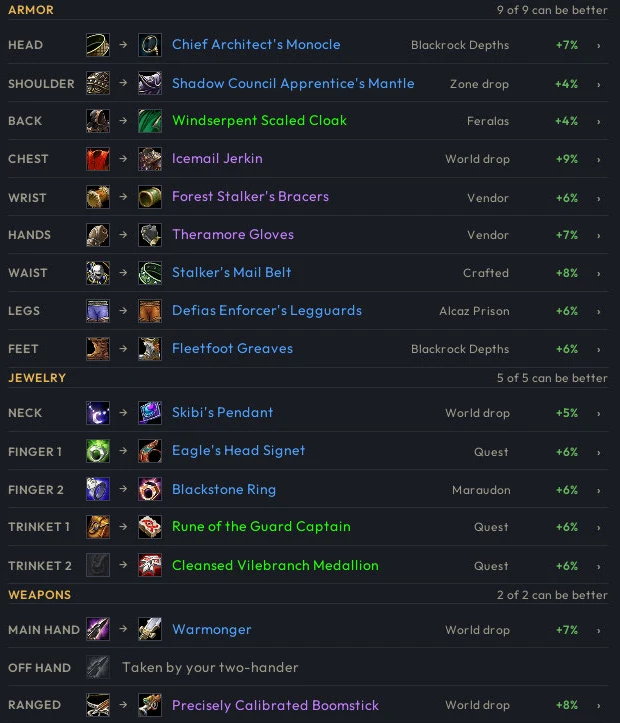 ARMOR 9 of 9 can be better
HEAD → Chief Architect's Monocle Blackrock Depths +7% ›
SHOULDER → Shadow Council Apprentice's Mantle Zone drop +4% ›
BACK → Windserpent Scaled Cloak Feralas +4% ›
CHEST → Icemail Jerkin World drop +9% ›
WRIST → Forest Stalker's Bracers Vendor +6% ›
HANDS → Theramore Gloves Vendor +7% ›
WAIST → Stalker's Mail Belt Crafted +8% ›
LEGS → Defias Enforcer's Legguards Alcaz Prison +6% ›
FEET → Fleetfoot Greaves Blackrock Depths +6% ›
JEWELRY 5 of 5 can be better
NECK → Skibi's Pendant World drop +5% ›
FINGER 1 → Eagle's Head Signet Quest +6% ›
FINGER 2 → Blackstone Ring Maraudon +6% ›
TRINKET 1 → Rune of the Guard Captain Quest +6% ›
TRINKET 2 → Cleansed Vilebranch Medallion Quest +6% ›
WEAPONS 2 of 2 can be better
MAIN HAND → Warmonger World drop +7% ›
OFF HAND Taken by your two-hander
RANGED → Precisely Calibrated Boomstick World drop +8% ›